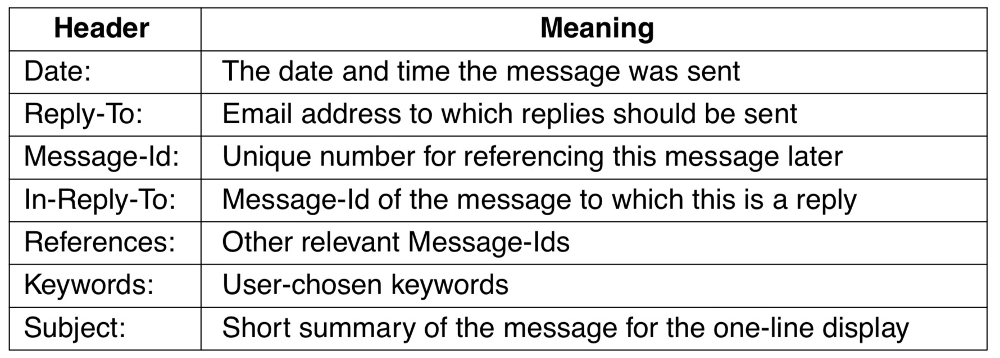 Header Meaning
Date: The date and time the message was sent
Reply-To: Email address to which replies should be sent
Message-Id: Unique number for referencing this message later
In-Reply-To: Message-Id of the message to which this is a reply
References: Other relevant Message-Ids
Keywords: User-chosen keywords
Subject: Short summary of the message for the one-line display